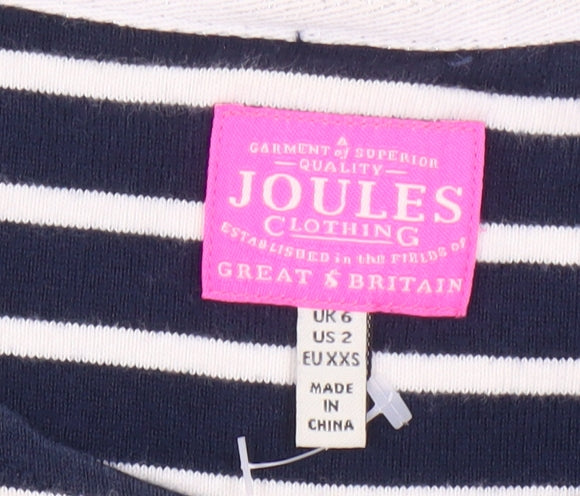 A
GARMENT of SUPERIOR
QUALITY
JOULES
CLOTHING
ESTABLISHED in the FIELDS of
GREAT & BRITAIN
UK 6
US 2
EU XXS
MADE
IN
CHINA